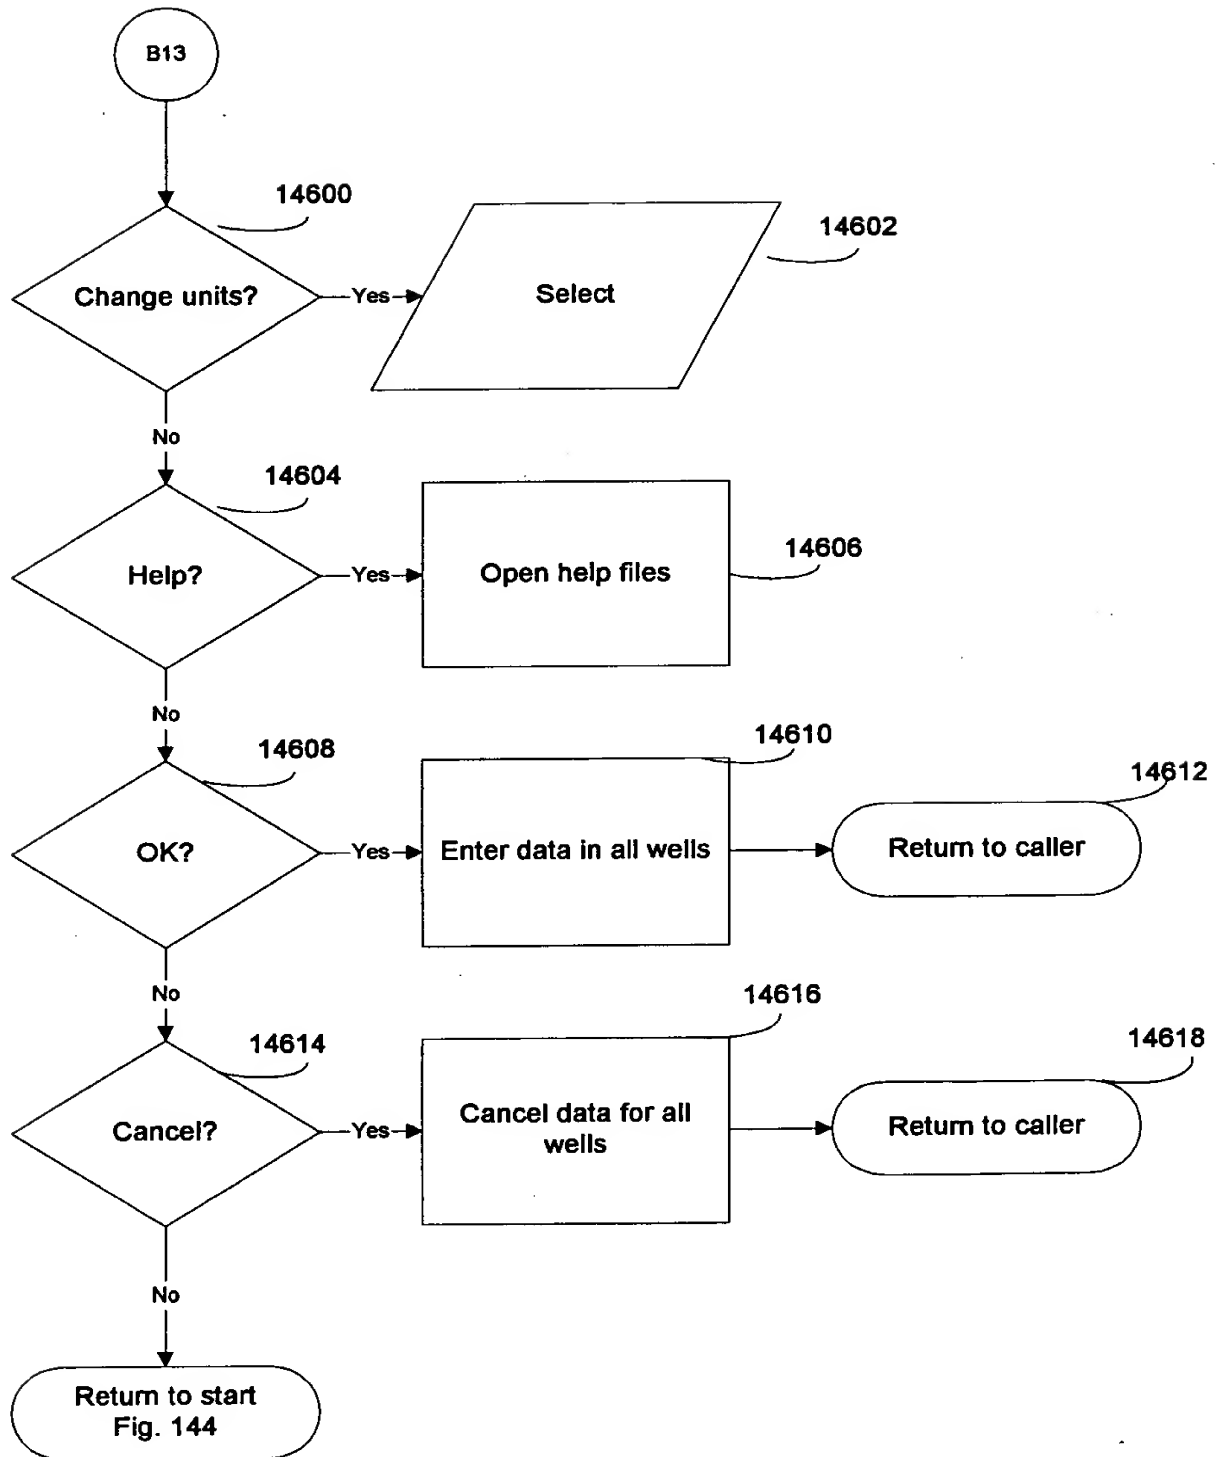 B13
14600
14602
Change units?
Yes
Select
No
14604
14606
Help?
Yes
Open help files
No
14608
14610
14612
OK?
Yes
Enter data in all wells
Return to caller
No
14614
14616
14618
Cancel?
Yes
Cancel data for all
wells
Return to caller
No
Return to start
Fig. 144